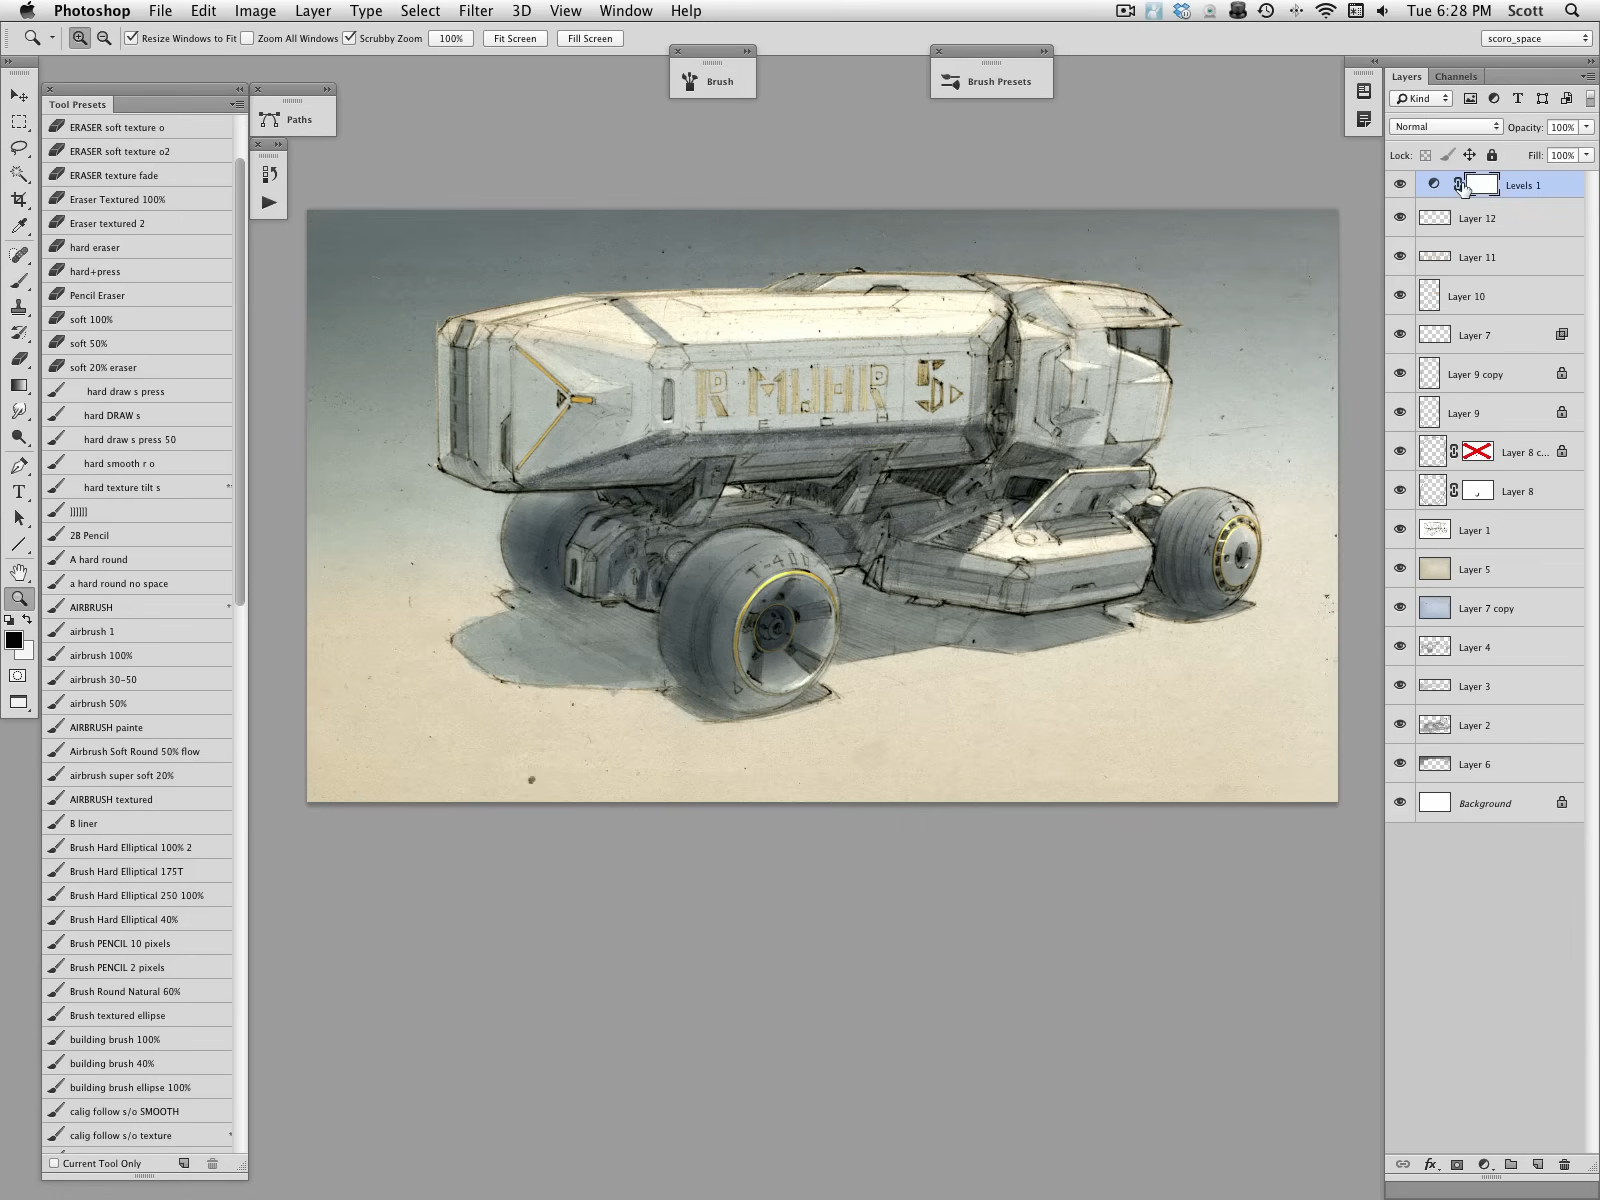 Photoshop File Edit Image Layer Type Select Filter 3D View Window Help Tue 6:28 PM Scott
Resize Windows to Fit Zoom All Windows Scrubby Zoom 100% Fit Screen Fill Screen scoro_space
Brush
Brush Presets
Tool Presets
Paths
ERASER soft texture o
ERASER soft texture o2
ERASER texture fade
Eraser Textured 100%
Eraser textured 2
hard eraser
hard+press
Pencil Eraser
soft 100%
soft 50%
soft 20% eraser
hard draw s press
hard DRAW s
hard draw s press 50
hard smooth r o
hard texture tilt s
]]]]]]
2B Pencil
A hard round
a hard round no space
AIRBRUSH
airbrush 1
airbrush 100%
airbrush 30-50
airbrush 50%
AIRBRUSH painte
Airbrush Soft Round 50% flow
airbrush super soft 20%
AIRBRUSH textured
B liner
Brush Hard Elliptical 100% 2
Brush Hard Elliptical 175T
Brush Hard Elliptical 250 100%
Brush Hard Elliptical 40%
Brush PENCIL 10 pixels
Brush PENCIL 2 pixels
Brush Round Natural 60%
Brush textured ellipse
building brush 100%
building brush 40%
building brush ellipse 100%
calig follow s/o SMOOTH
calig follow s/o texture
Current Tool Only
TECH
Layers Channels
Kind
Normal Opacity: 100%
Lock: Fill: 100%
Levels 1
Layer 12
Layer 11
Layer 10
Layer 7
Layer 9 copy
Layer 9
Layer 8 c...
Layer 8
Layer 1
Layer 5
Layer 7 copy
Layer 4
Layer 3
Layer 2
Layer 6
Background
fx